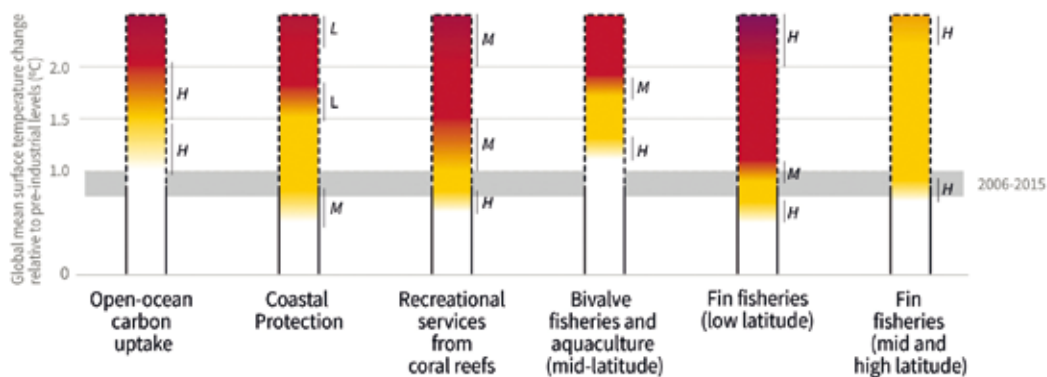 Global mean surface temperature change
relative to pre-industrial levels (ºC)
2.0
1.5
1.0
0
H
H
L
L
M
M
M
H
M
H
H
M
H
H
H
2006-2015
Open-ocean
carbon
uptake
Coastal
Protection
Recreational
services
from
coral reefs
Bivalve
fisheries and
aquaculture
(mid-latitude)
Fin fisheries
(low latitude)
Fin
fisheries
(mid and
high latitude)